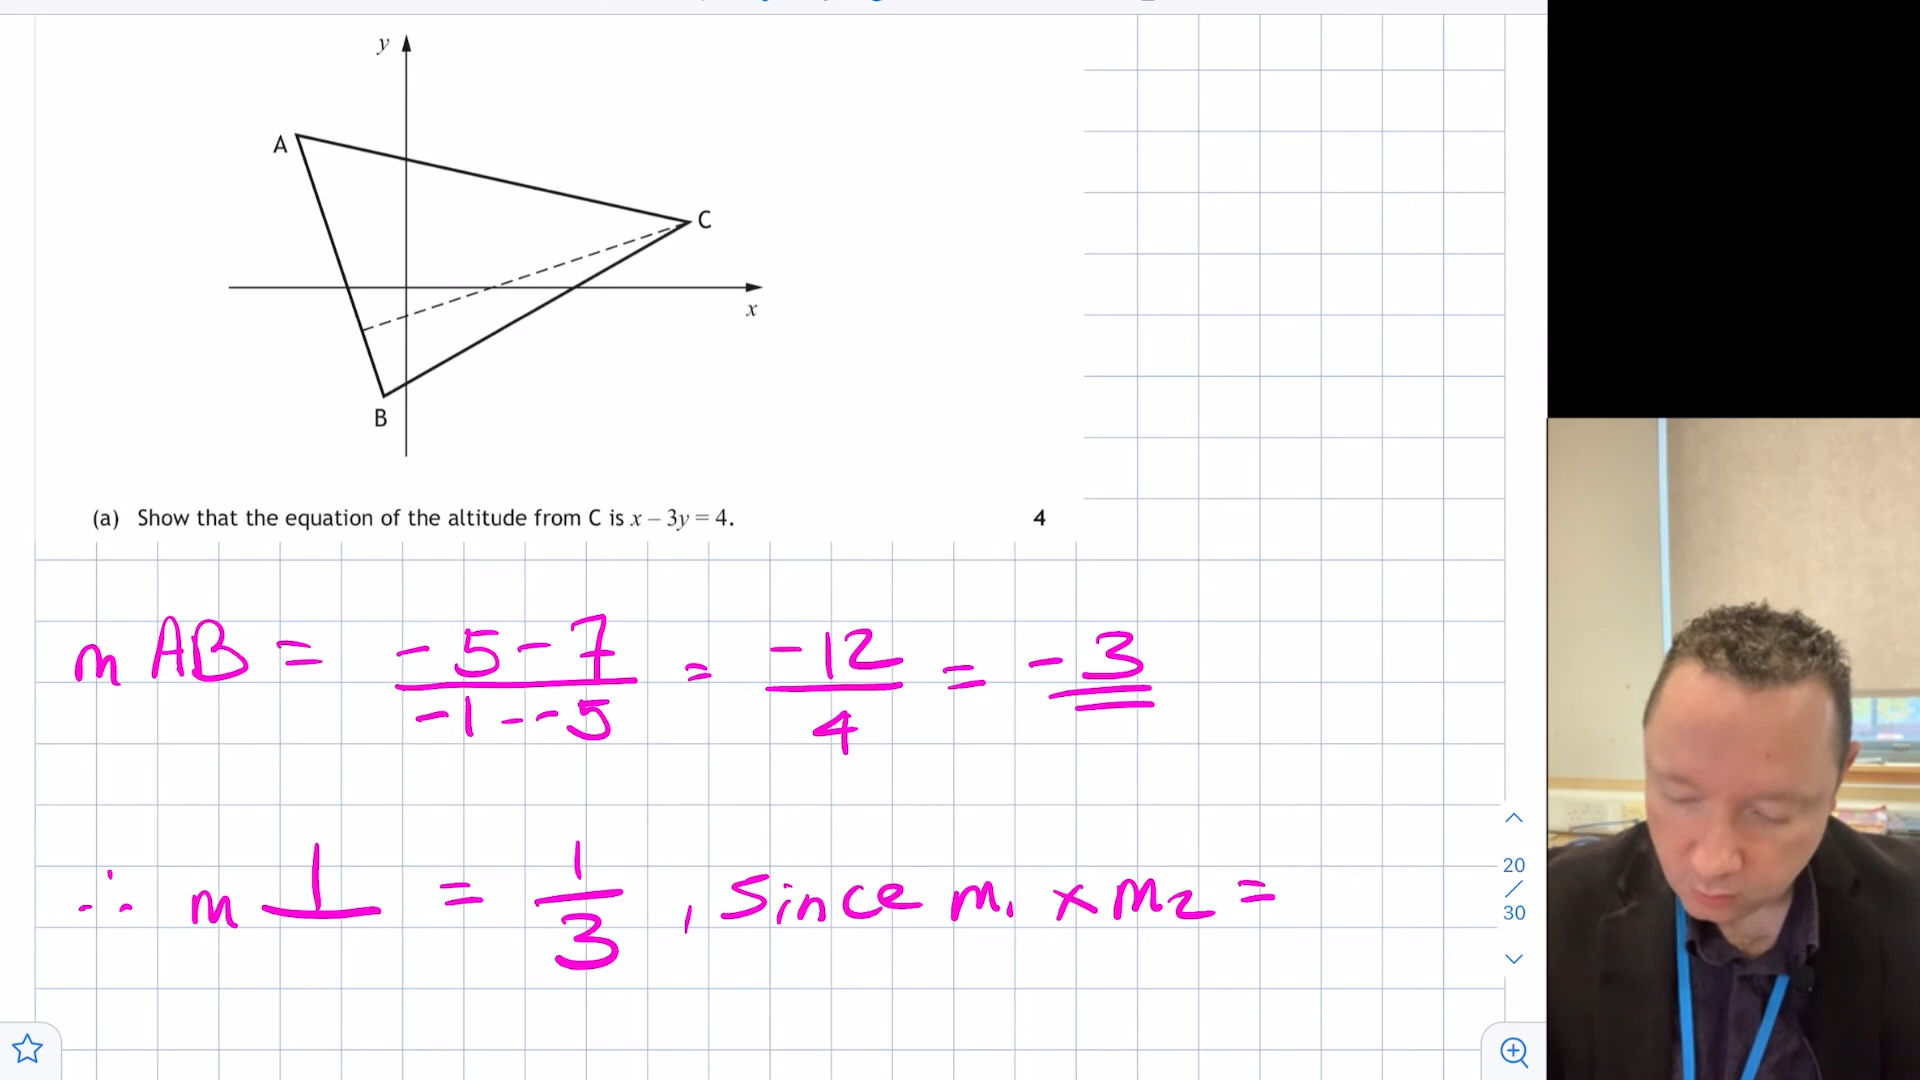 y
A
C
x
B
(a) Show that the equation of the altitude from C is x – 3y = 4. 4
m AB = -5-7/-1--5 = -12/4 = -3
∴ m ⊥ = 1/3, since m1 × m2 =
20
/
30